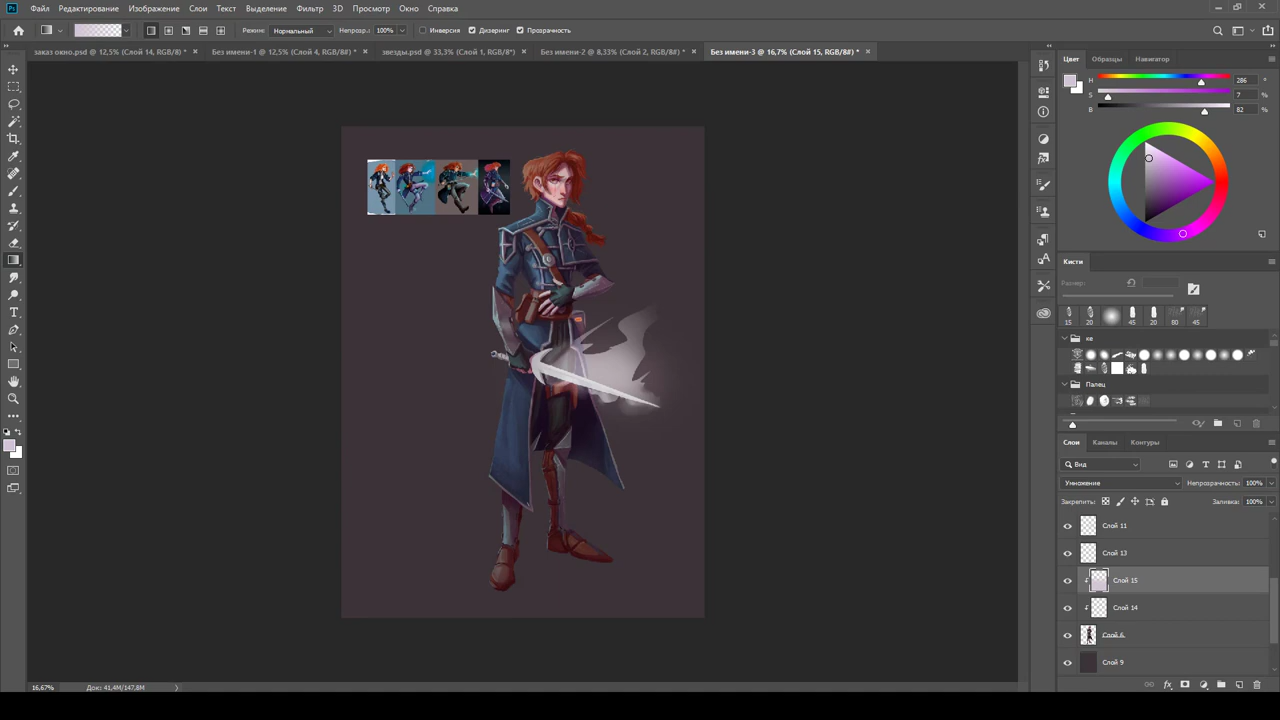 Файл Редактирование Изображение Слои Текст Выделение Фильтр 3D Просмотр Окно Справка
Режим: Нормальный Непрозр.: 100% Инверсия Дизеринг Прозрачность
заказ окно.psd @ 12,5% (Слой 14, RGB/8) * Без имени-1 @ 12,5% (Слой 4, RGB/8#) * звезды.psd @ 33,3% (Слой 1, RGB/8*) Без имени-2 @ 8,33% (Слой 2, RGB/8#) * Без имени-3 @ 16,7% (Слой 15, RGB/8#) *
Цвет Образцы Навигатор
H 286 °
S 7 %
B 82 %
Кисти
Размер:
15 20 45 20 80 45
кв
Палец
Слои Каналы Контуры
Вид
Умножение Непрозрачность: 100%
Закрепить: Заливка: 100%
Слой 11
Слой 13
Слой 15
Слой 14
Слой 6
Слой 9
16,67% Док: 41,4M/147,8M